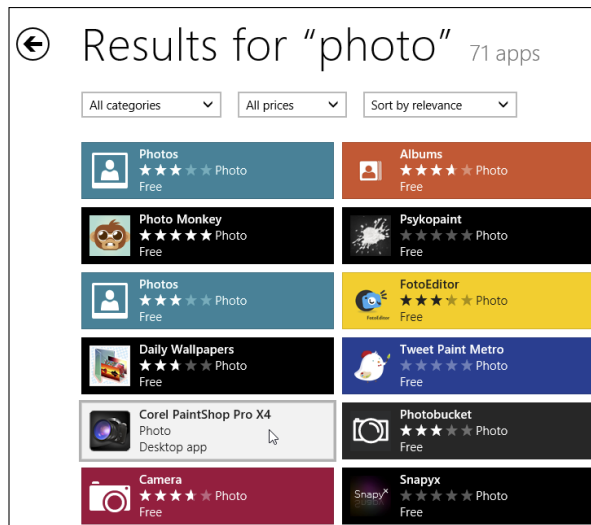 Results for “photo” 71 apps
All categories All prices Sort by relevance
Photos
Photo
Free
Albums
Photo
Free
Photo Monkey
Photo
Free
Psykopaint
Photo
Free
Photos
Photo
Free
FotoEditor
FotoEditor
Photo
Free
Daily Wallpapers
Photo
Free
Tweet Paint Metro
Photo
Free
Corel PaintShop Pro X4
Photo
Desktop app
Photobucket
Photo
Free
Camera
Photo
Free
Snapyx
Snapyx
Photo
Free